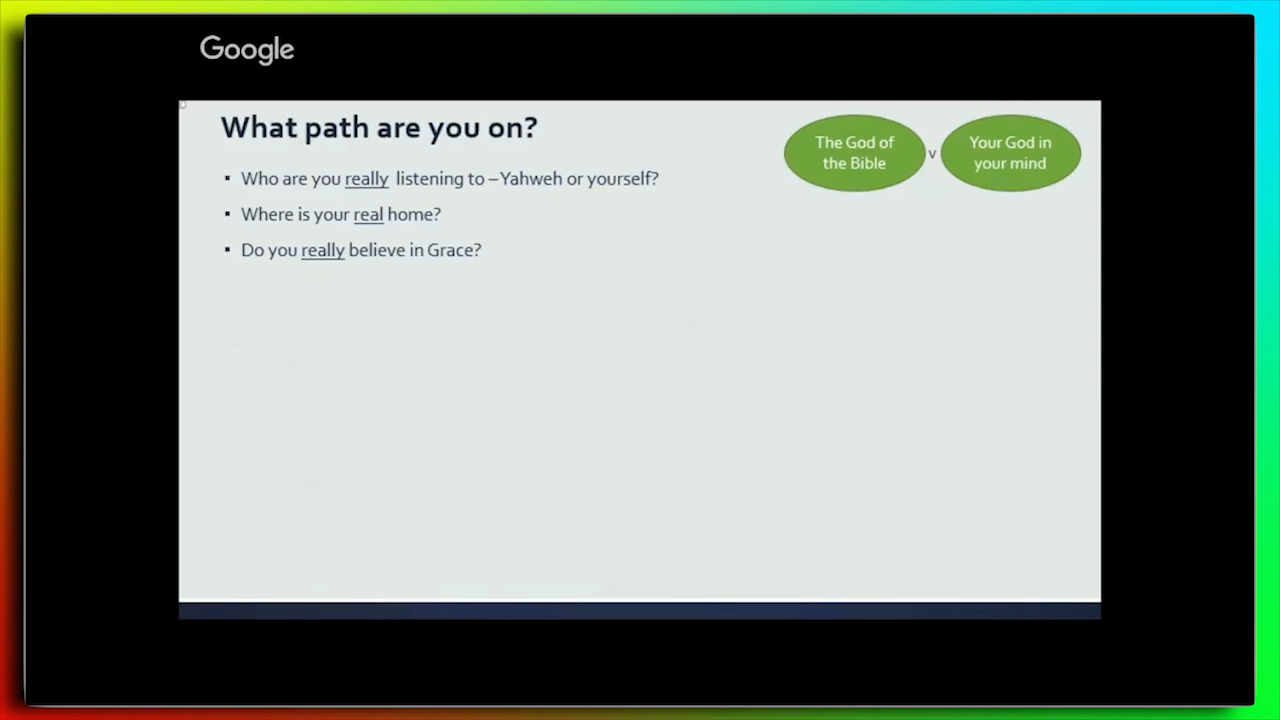 Google
What path are you on?
▪ Who are you really listening to – Yahweh or yourself?
▪ Where is your real home?
▪ Do you really believe in Grace?
The God of
the Bible
v
Your God in
your mind